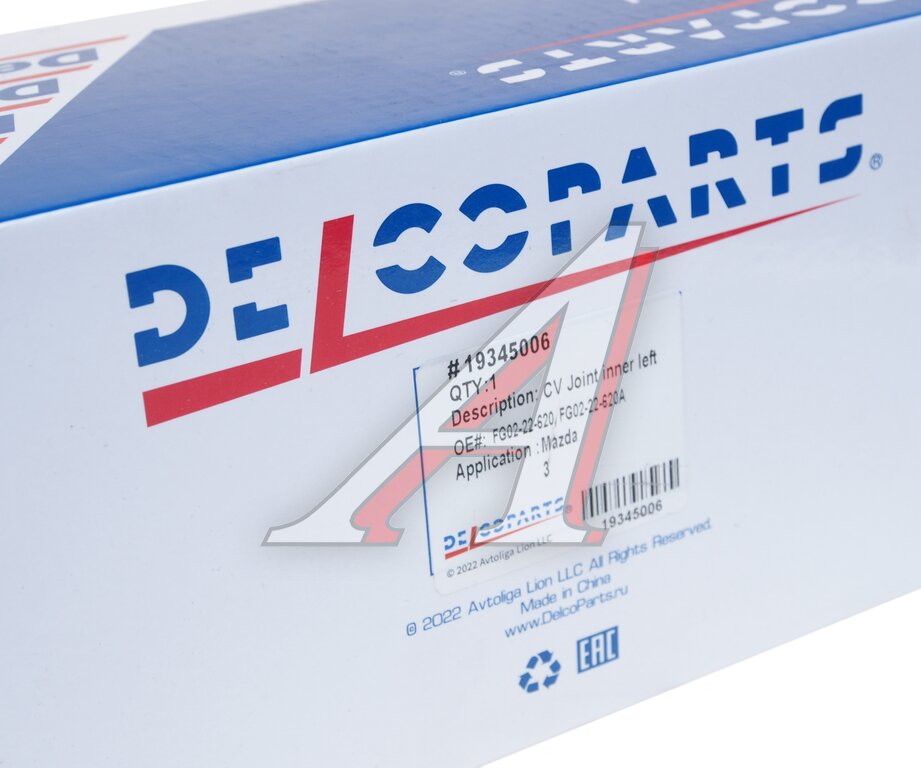 DELCOPARTS
DELCOPARTS®
#19345006
QTY:1
Description: CV Joint inner left
OE#: FG02-22-620, FG02-22-620A
Application :Mazda
3
DELCOPARTS®
19345006
© 2022 Avtoliga Lion LLC
© 2022 Avtoliga Lion LLC All Rights Reserved.
Made in China
www.DelcoParts.ru
EAC